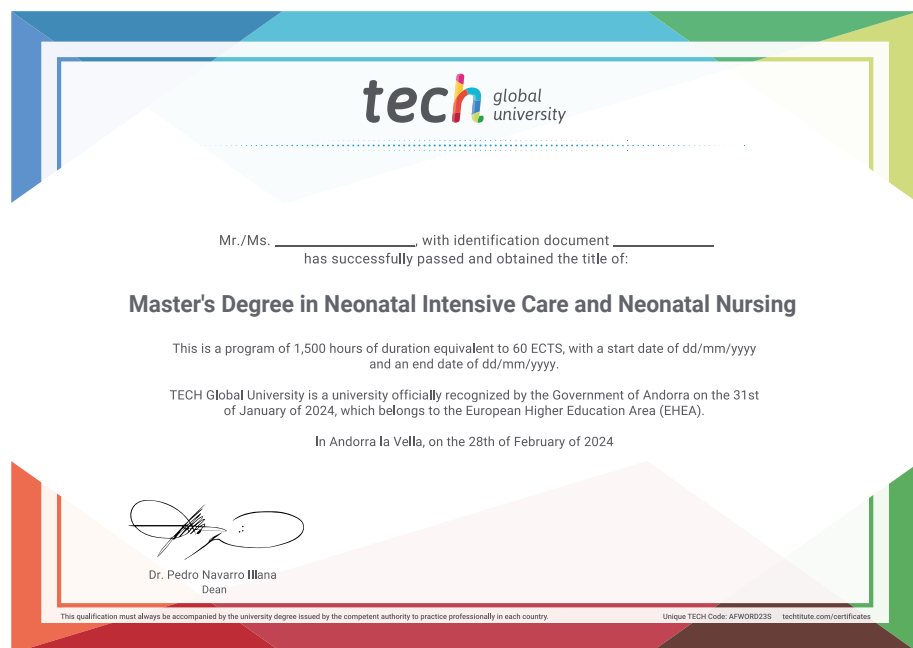 tech global
university
Mr./Ms. ____________, with identification document ____________
has successfully passed and obtained the title of:
Master's Degree in Neonatal Intensive Care and Neonatal Nursing
This is a program of 1,500 hours of duration equivalent to 60 ECTS, with a start date of dd/mm/yyyy
and an end date of dd/mm/yyyy.
TECH Global University is a university officially recognized by the Government of Andorra on the 31st
of January of 2024, which belongs to the European Higher Education Area (EHEA).
In Andorra la Vella, on the 28th of February of 2024
Dr. Pedro Navarro Illana
Dean
This qualification must always be accompanied by the university degree issued by the competent authority to practice professionally in each country.
Unique TECH Code: AFWORD23S techtitute.com/certificates